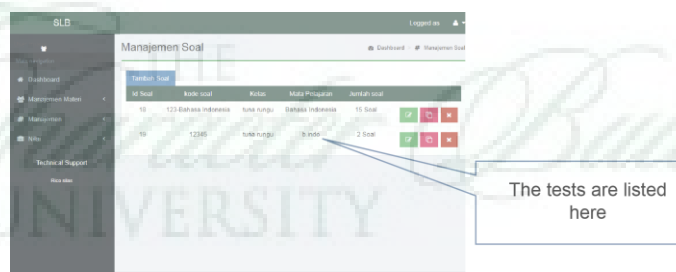 SLB
Logged as
Manajemen Soal
Dashboard / Manajemen Soal
Dashboard
Manajemen Materi
Manajemen
Nilai
Technical Support
Tambah Soal
Id Soal kode soal Kelas Mata Pelajaran Jumlah soal
123-Bahasa Indonesia tuna rungu Bahasa Indonesia 15 Soal
12345 tuna rungu b.indo 2 Soal
The tests are listed
here
THE
UNIVERSITY